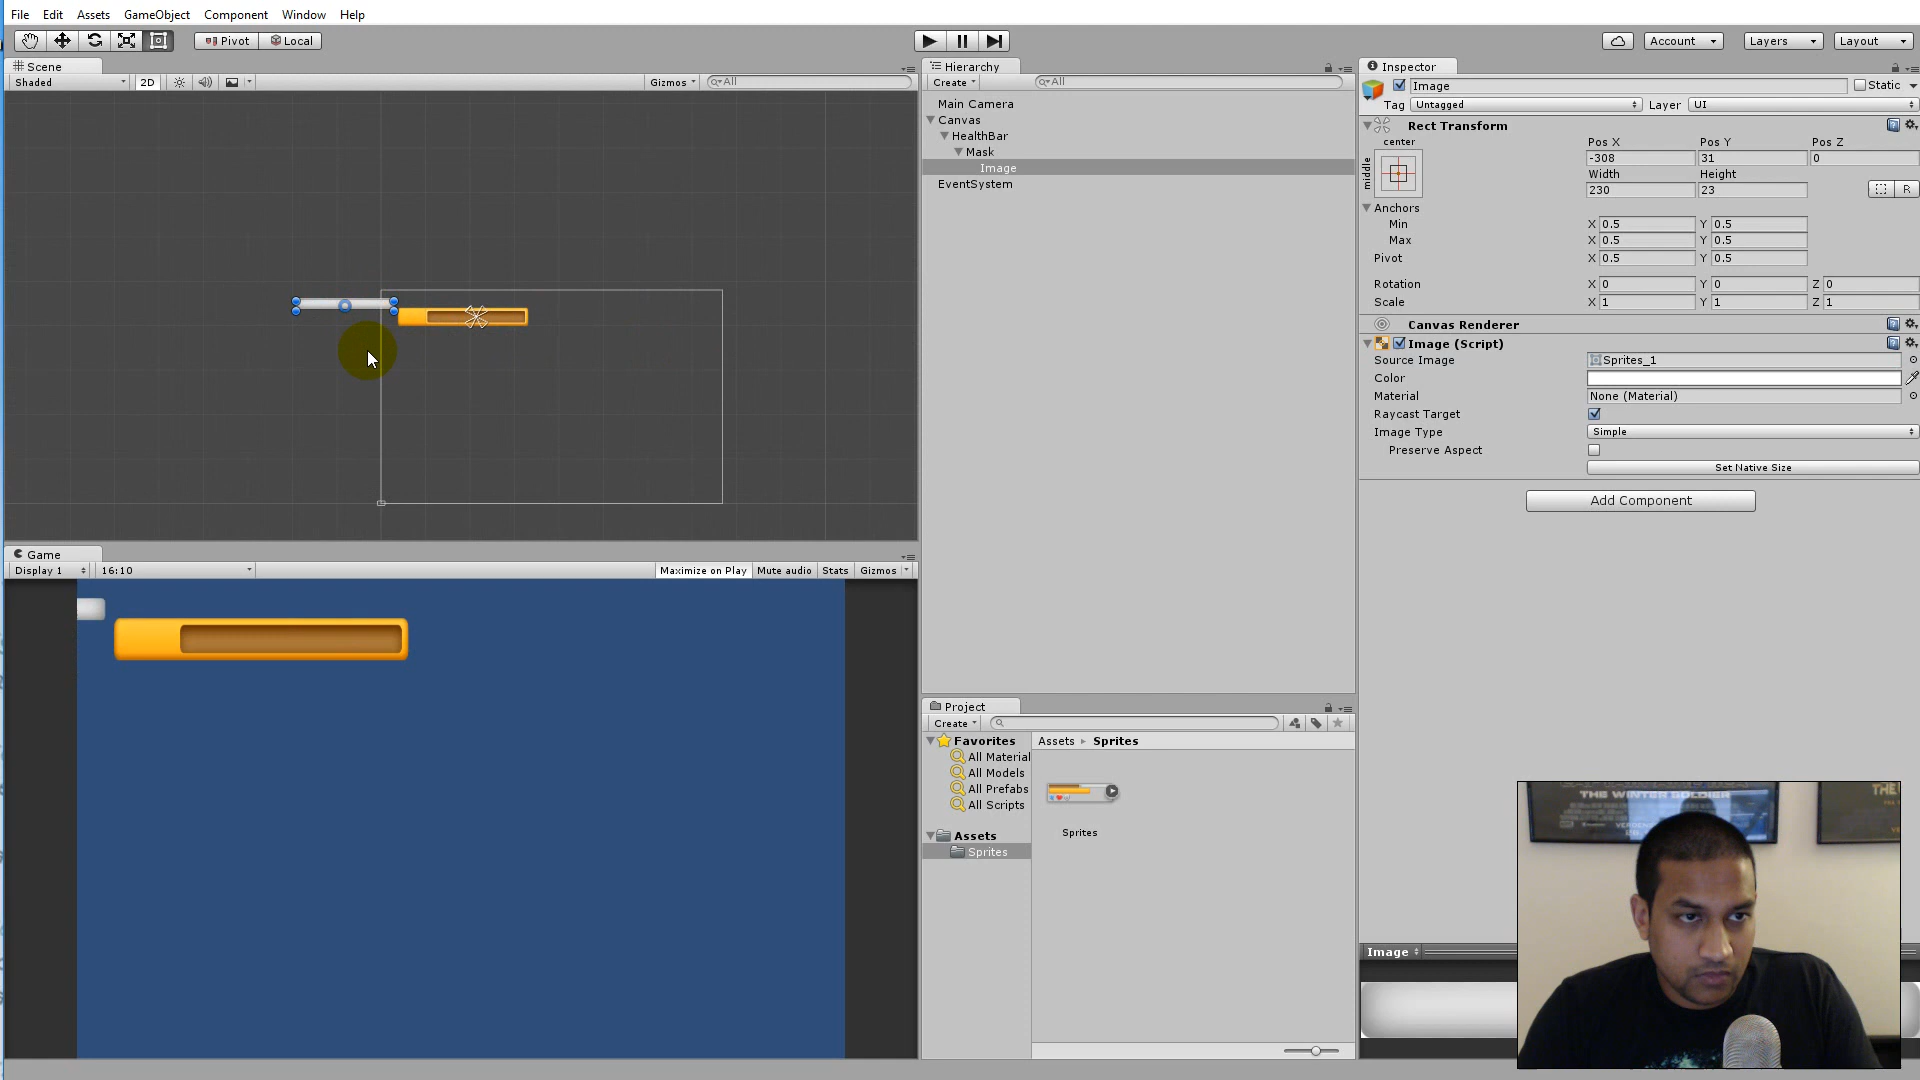 File Edit Assets GameObject Component Window Help
Pivot Local Account Layers Layout
Scene
Shaded 2D Gizmos All
Hierarchy
Create All
Main Camera
Canvas
HealthBar
Mask
Image
EventSystem
Inspector
Image Static
Tag Untagged Layer UI
Rect Transform
center
middle
Pos X Pos Y Pos Z
-308 31 0
Width Height
230 23 R
Anchors
Min X 0.5 Y 0.5
Max X 0.5 Y 0.5
Pivot X 0.5 Y 0.5
Rotation X 0 Y 0 Z 0
Scale X 1 Y 1 Z 1
Canvas Renderer
Image (Script)
Source Image Sprites_1
Color
Material None (Material)
Raycast Target
Image Type Simple
Preserve Aspect
Set Native Size
Add Component
Game
Display 1 16:10 Maximize on Play Mute audio Stats Gizmos
Project
Create
Favorites
All Material
All Models
All Prefabs
All Scripts
Assets
Sprites
Assets Sprites
Sprites
Image
THE WINTER SOLDIER
THE